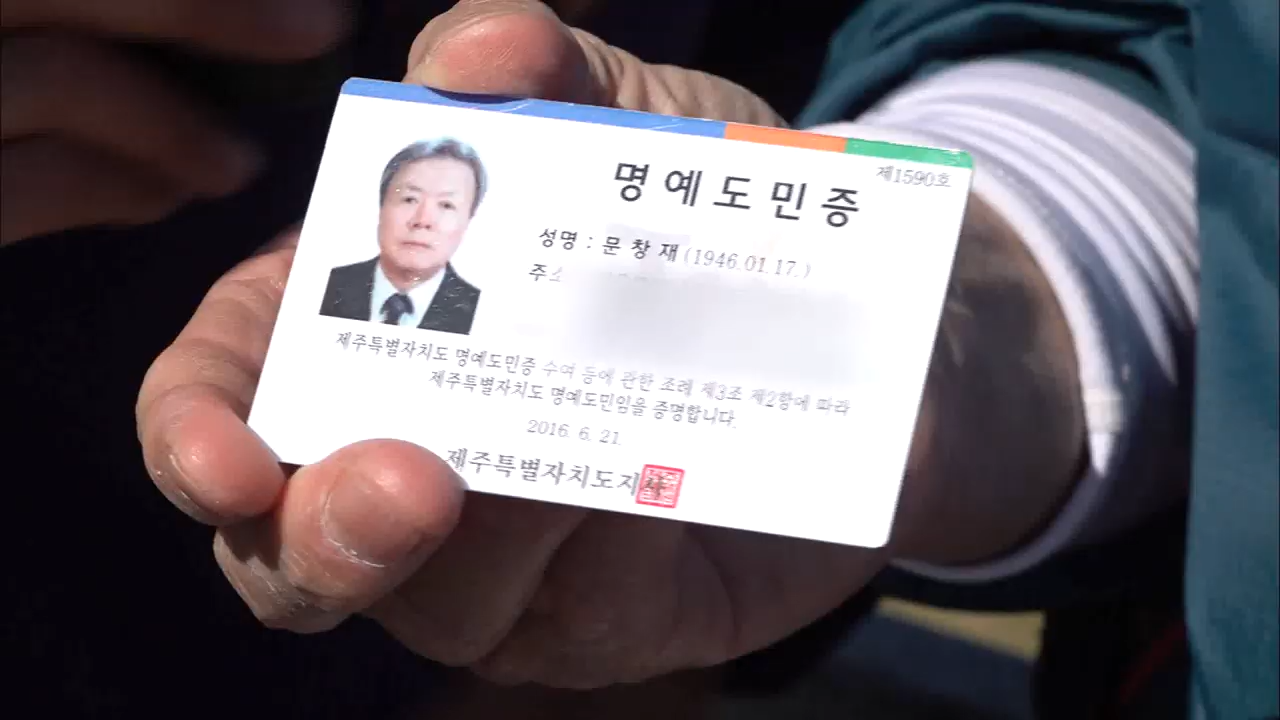 제1590호
명예도민증
성명 : 문창재 (1946.01.17.)
주소
제주특별자치도 명예도민증 수여 등에 관한 조례 제3조 제2항에 따라
제주특별자치도 명예도민임을 증명합니다.
2016. 6. 21.
제주특별자치도지사